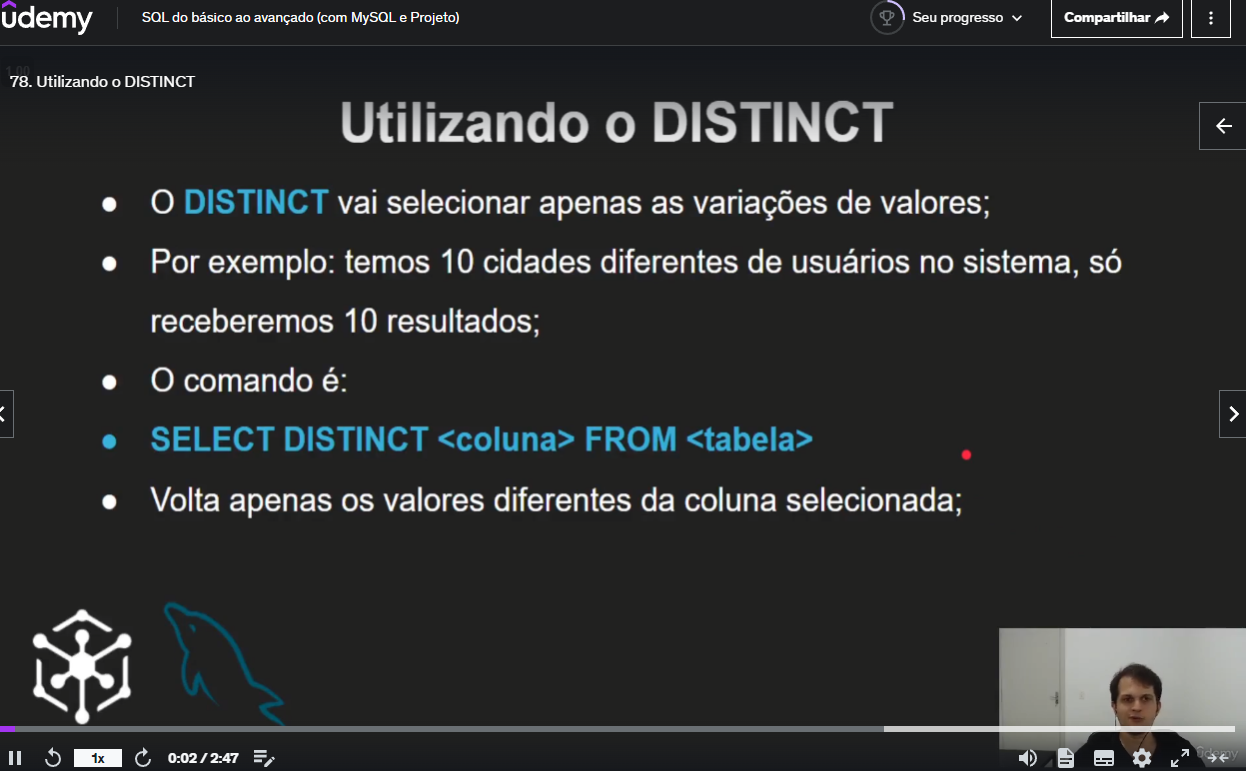 ûdemy
SQL do básico ao avançado (com MySQL e Projeto)
Seu progresso
Compartilhar
78. Utilizando o DISTINCT
Utilizando o DISTINCT
● O DISTINCT vai selecionar apenas as variações de valores;
● Por exemplo: temos 10 cidades diferentes de usuários no sistema, só
receberemos 10 resultados;
● O comando é:
● SELECT DISTINCT <coluna> FROM <tabela>
● Volta apenas os valores diferentes da coluna selecionada;
1x
0:02 / 2:47
ûdemy